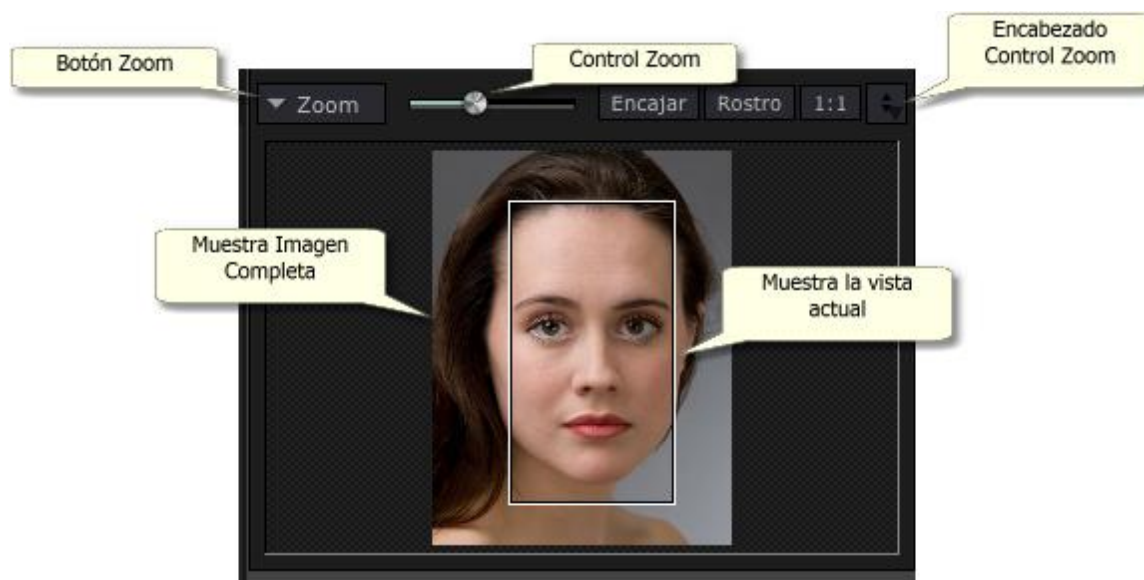 Encabezado
Control Zoom
Botón Zoom
Control Zoom
Zoom
Encajar
Rostro
1:1
Muestra Imagen
Completa
Muestra la vista
actual